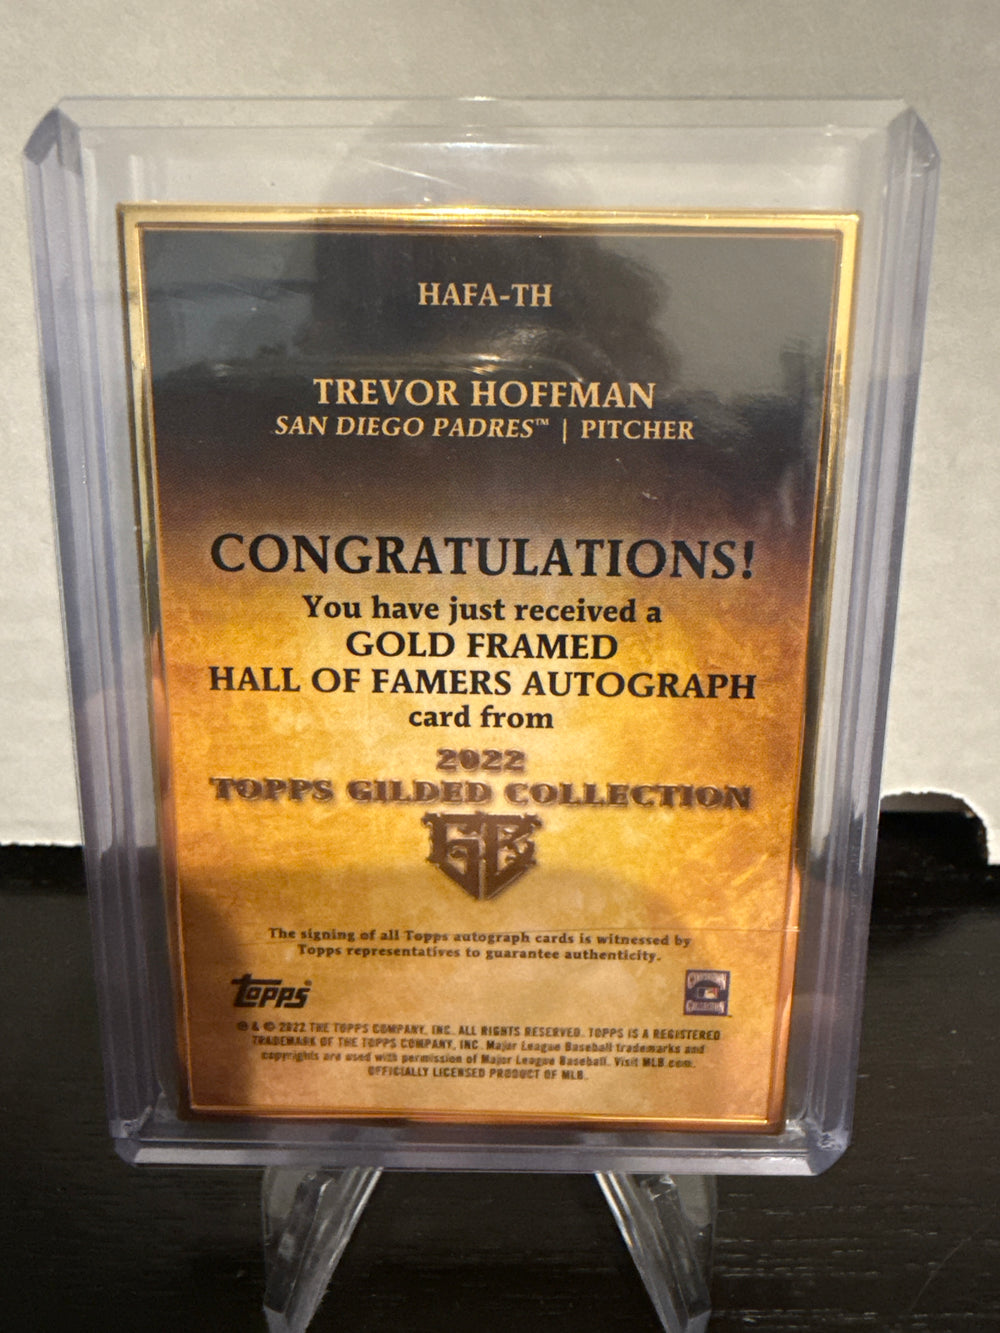 HAFA-TH
TREVOR HOFFMAN
SAN DIEGO PADRES™ | PITCHER
CONGRATULATIONS!
You have just received a
GOLD FRAMED
HALL OF FAMERS AUTOGRAPH
card from
2022
TOPPS GILDED COLLECTION
The signing of all Topps autograph cards is witnessed by
Topps representatives to guarantee authenticity.
Topps®
COOPERSTOWN
COLLECTION
® & © 2022 THE TOPPS COMPANY, INC. ALL RIGHTS RESERVED. TOPPS IS A REGISTERED
TRADEMARK OF THE TOPPS COMPANY, INC. Major League Baseball trademarks and
copyrights are used with permission of Major League Baseball. Visit MLB.com.
OFFICIALLY LICENSED PRODUCT OF MLB.